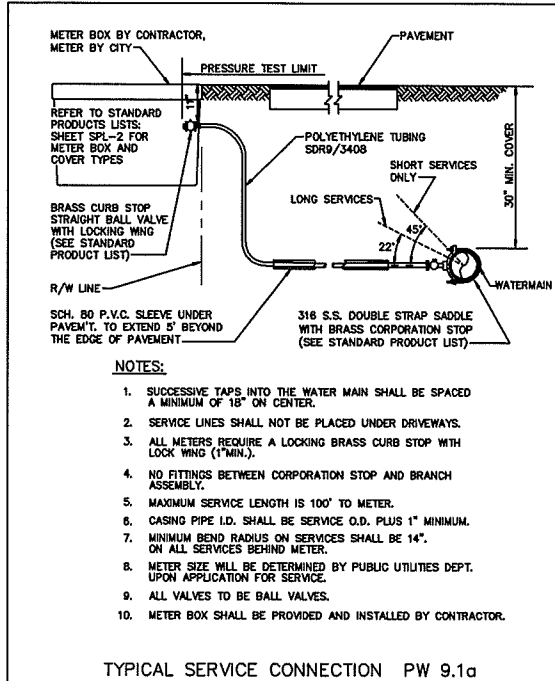 METER BOX BY CONTRACTOR,
METER BY CITY
PAVEMENT
PRESSURE TEST LIMIT
11"
REFER TO STANDARD
PRODUCTS LISTS:
SHEET SPL-2 FOR
METER BOX AND
COVER TYPES
POLYETHYLENE TUBING
SDR9/3408
30" MIN. COVER
SHORT SERVICES
ONLY
LONG SERVICES
45°
22°
BRASS CURB STOP
STRAIGHT BALL VALVE
WITH LOCKING WING
(SEE STANDARD
PRODUCT LIST)
R/W LINE
WATERMAIN
SCH. 80 P.V.C. SLEEVE UNDER
PAVEM'T. TO EXTEND 5' BEYOND
THE EDGE OF PAVEMENT
316 S.S. DOUBLE STRAP SADDLE
WITH BRASS CORPORATION STOP
(SEE STANDARD PRODUCT LIST)
NOTES:
1. SUCCESSIVE TAPS INTO THE WATER MAIN SHALL BE SPACED
A MINIMUM OF 18" ON CENTER.
2. SERVICE LINES SHALL NOT BE PLACED UNDER DRIVEWAYS.
3. ALL METERS REQUIRE A LOCKING BRASS CURB STOP WITH
LOCK WING (1"MIN.).
4. NO FITTINGS BETWEEN CORPORATION STOP AND BRANCH
ASSEMBLY.
5. MAXIMUM SERVICE LENGTH IS 100' TO METER.
6. CASING PIPE I.D. SHALL BE SERVICE O.D. PLUS 1" MINIMUM.
7. MINIMUM BEND RADIUS ON SERVICES SHALL BE 14".
ON ALL SERVICES BEHIND METER.
8. METER SIZE WILL BE DETERMINED BY PUBLIC UTILITIES DEPT.
UPON APPLICATION FOR SERVICE.
9. ALL VALVES TO BE BALL VALVES.
10. METER BOX SHALL BE PROVIDED AND INSTALLED BY CONTRACTOR.
TYPICAL SERVICE CONNECTION PW 9.1a